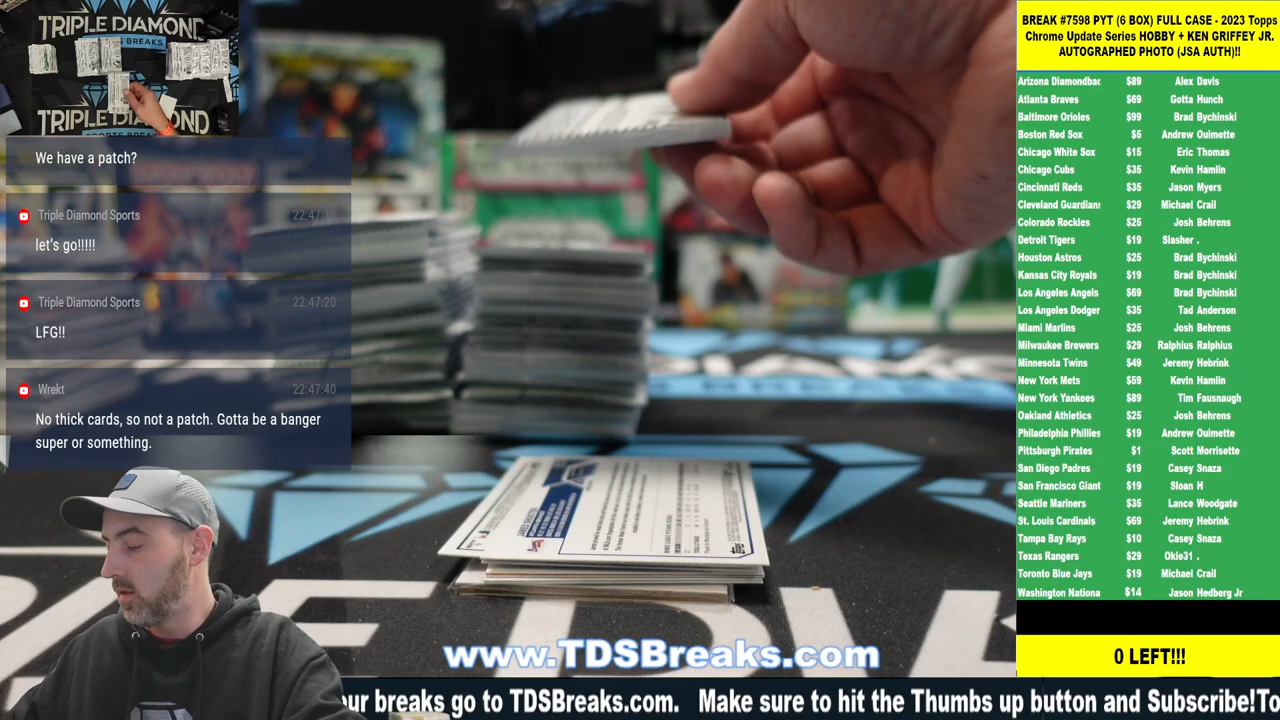 TRIPLE DIAMOND
BREAKS
TRIPLE DIAMOND
We have a patch?
Triple Diamond Sports 22:47:
let's go!!!!!
Triple Diamond Sports 22:47:20
LFG!!
Wrekt 22:47:40
No thick cards, so not a patch. Gotta be a banger
super or something.
BREAK #7598 PYT (6 BOX) FULL CASE - 2023 Topps
Chrome Update Series HOBBY + KEN GRIFFEY JR.
AUTOGRAPHED PHOTO (JSA AUTH)!!
Arizona Diamondbac $89 Alex Davis
Atlanta Braves $69 Gotta Hunch
Baltimore Orioles $99 Brad Bychinski
Boston Red Sox $5 Andrew Ouimette
Chicago White Sox $15 Eric Thomas
Chicago Cubs $35 Kevin Hamlin
Cincinnati Reds $35 Jason Myers
Cleveland Guardians $29 Michael Crail
Colorado Rockies $25 Josh Behrens
Detroit Tigers $19 Slasher .
Houston Astros $25 Brad Bychinski
Kansas City Royals $19 Brad Bychinski
Los Angeles Angels $69 Brad Bychinski
Los Angeles Dodger $35 Tad Anderson
Miami Marlins $25 Josh Behrens
Milwaukee Brewers $29 Ralphius Ralphius
Minnesota Twins $49 Jeremy Hebrink
New York Mets $59 Kevin Hamlin
New York Yankees $89 Tim Fausnaugh
Oakland Athletics $25 Josh Behrens
Philadelphia Phillies $19 Andrew Ouimette
Pittsburgh Pirates $1 Scott Morrisette
San Diego Padres $19 Casey Snaza
San Francisco Giant $19 Sloan H
Seattle Mariners $35 Lance Woodgate
St. Louis Cardinals $69 Jeremy Hebrink
Tampa Bay Rays $10 Casey Snaza
Texas Rangers $29 Okie31 .
Toronto Blue Jays $19 Michael Crail
Washington Nationa $14 Jason Hedberg Jr
0 LEFT!!!
topps
www.TDSBreaks.com
our breaks go to TDSBreaks.com. Make sure to hit the Thumbs up button and Subscribe!To